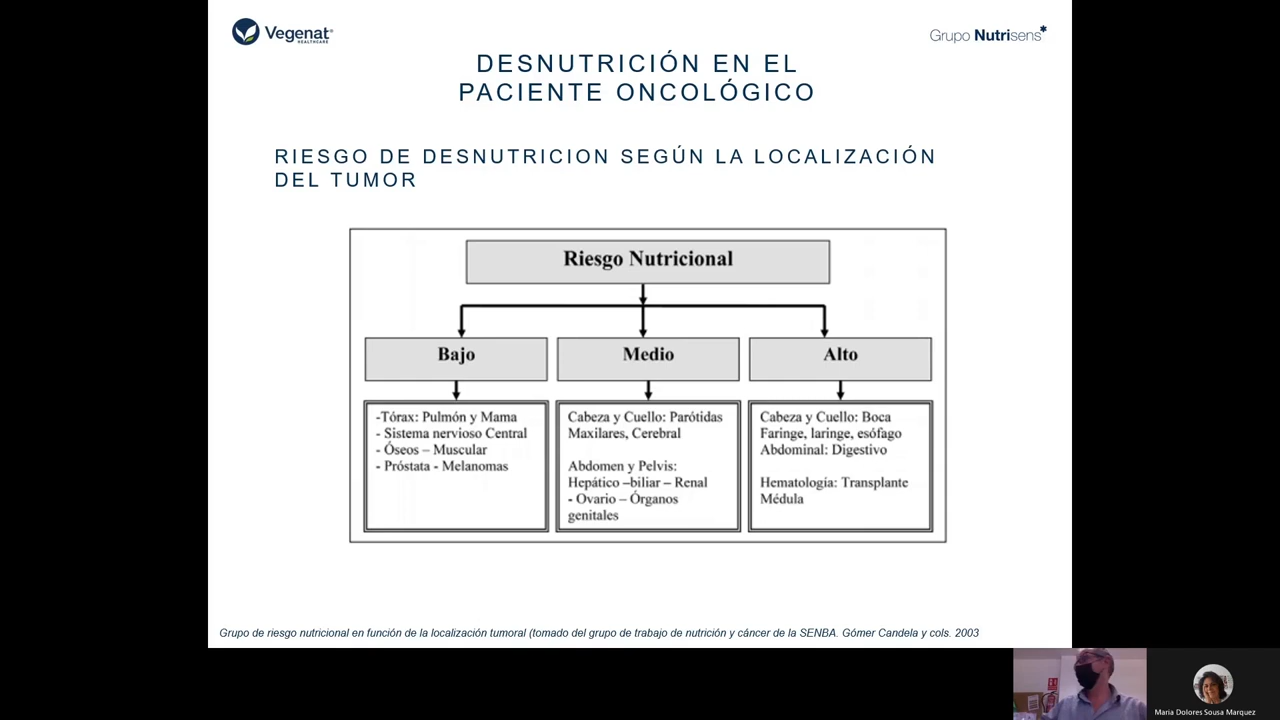 Vegenat
HEALTHCARE
Grupo Nutrisens*
DESNUTRICIÓN EN EL
PACIENTE ONCOLÓGICO
RIESGO DE DESNUTRICION SEGÚN LA LOCALIZACIÓN
DEL TUMOR
Riesgo Nutricional
Bajo
Medio
Alto
-Tórax: Pulmón y Mama
- Sistema nervioso Central
- Óseos – Muscular
- Próstata - Melanomas
Cabeza y Cuello: Parótidas
Maxilares, Cerebral
Abdomen y Pelvis:
Hepático –biliar – Renal
- Ovario – Órganos
genitales
Cabeza y Cuello: Boca
Faringe, laringe, esófago
Abdominal: Digestivo
Hematología: Transplante
Médula
Grupo de riesgo nutricional en función de la localización tumoral (tomado del grupo de trabajo de nutrición y cáncer de la SENBA. Gómer Candela y cols. 2003
Maria Dolores Sousa Marquez